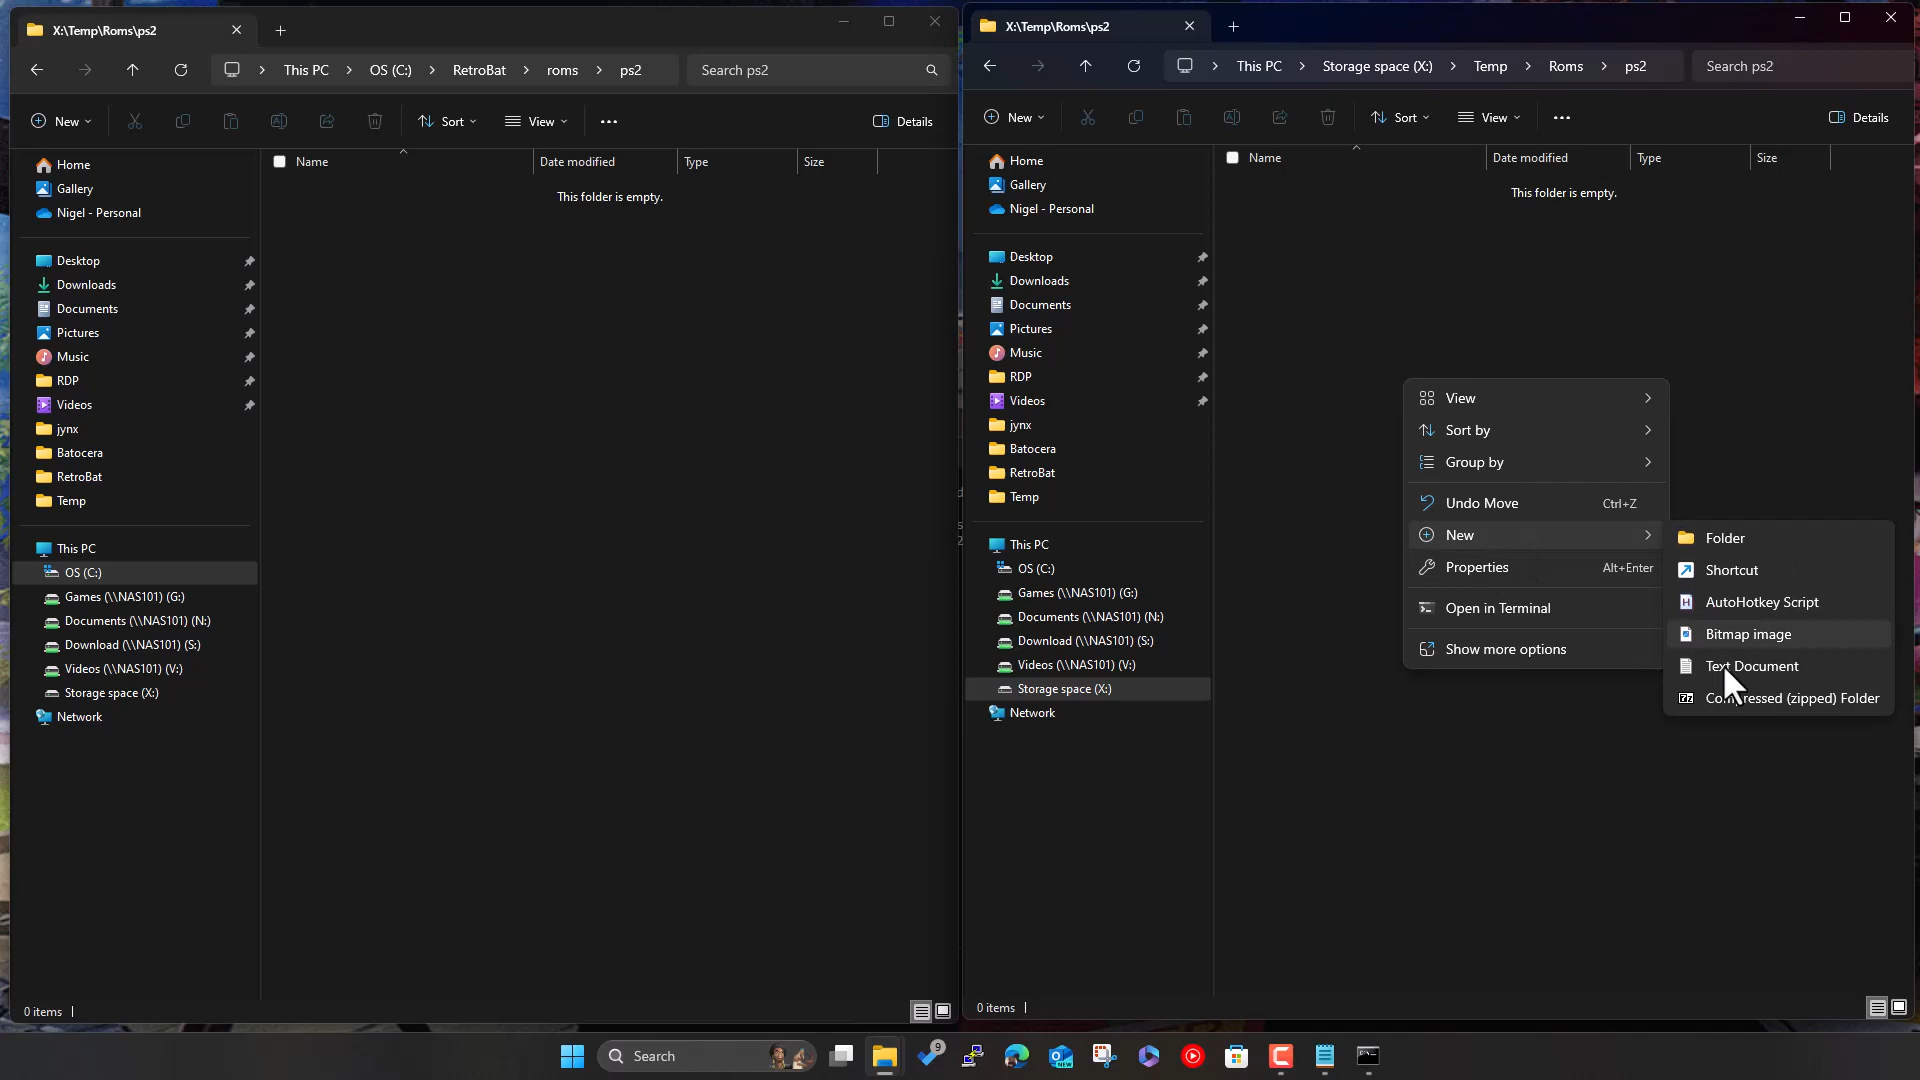 X:\Temp\Roms\ps2
This PC
OS (C:)
RetroBat
roms
ps2
Search ps2
New
Sort
View
Details
Name
Date modified
Type
Size
This folder is empty.
Home
Gallery
Nigel - Personal
Desktop
Downloads
Documents
Pictures
Music
RDP
Videos
jynx
Batocera
RetroBat
Temp
This PC
OS (C:)
Games (\\NAS101) (G:)
Documents (\\NAS101) (N:)
Download (\\NAS101) (S:)
Videos (\\NAS101) (V:)
Storage space (X:)
Network
0 items
X:\Temp\Roms\ps2
This PC
Storage space (X:)
Temp
Roms
ps2
Search ps2
New
Sort
View
Details
Name
Date modified
Type
Size
This folder is empty.
Home
Gallery
Nigel - Personal
Desktop
Downloads
Documents
Pictures
Music
RDP
Videos
jynx
Batocera
RetroBat
Temp
This PC
OS (C:)
Games (\\NAS101) (G:)
Documents (\\NAS101) (N:)
Download (\\NAS101) (S:)
Videos (\\NAS101) (V:)
Storage space (X:)
Network
0 items
View
Sort by
Group by
Undo Move Ctrl+Z
New
Properties Alt+Enter
Open in Terminal
Show more options
Folder
Shortcut
AutoHotkey Script
Bitmap image
Text Document
Compressed (zipped) Folder
Search
9